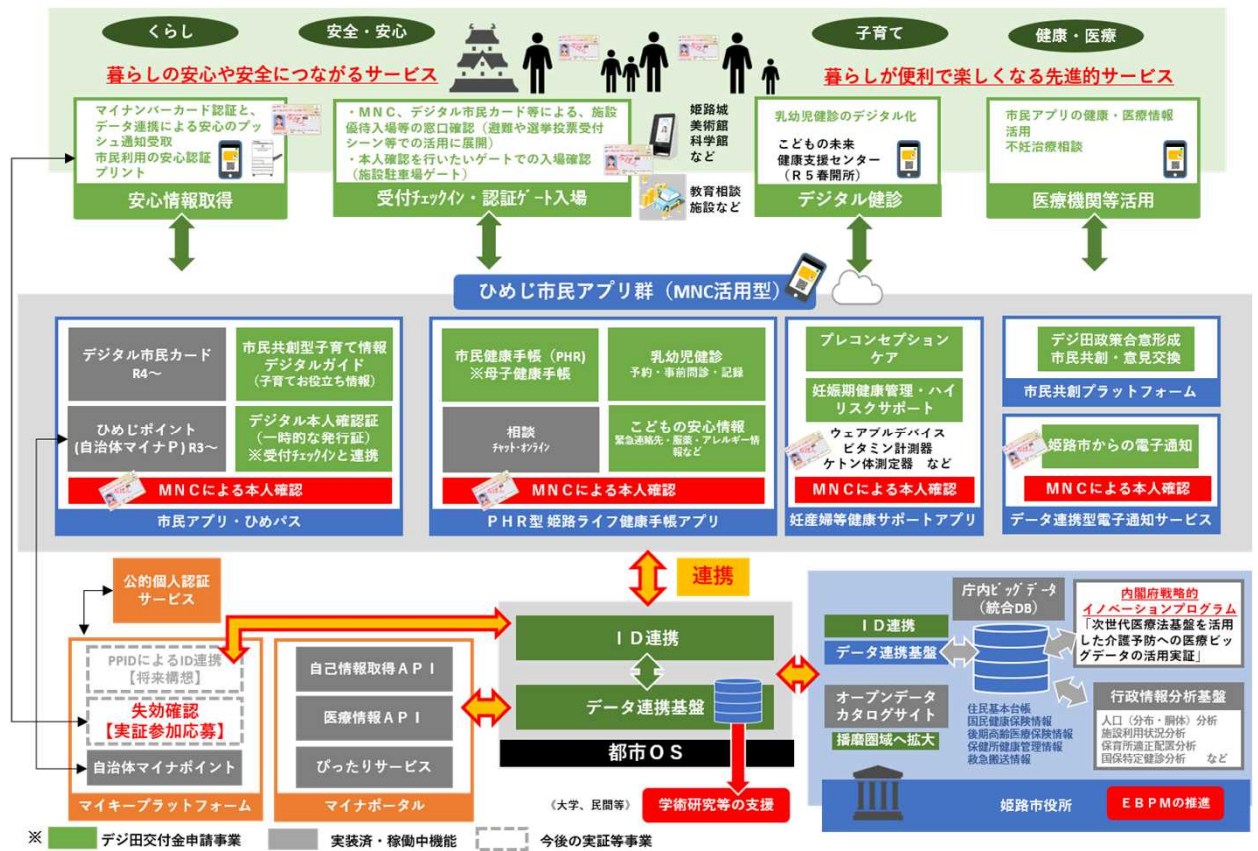 くらし
安全・安心
子育て
健康・医療
暮らしの安心や安全につながるサービス
暮らしが便利で楽しくなる先進的サービス
マイナンバーカード認証と、
データ連携による安心のプッ
シュ通知受取
市民利用の安心認証
プリント
安心情報取得
・ＭＮＣ、デジタル市民カード等による、施設
優待入場等の窓口確認（避難や選挙投票受付
シーン等での活用に展開）
・本人確認を行いたいゲートでの入場確認
（施設駐車場ゲート）
受付ﾁｪｯｸｲﾝ・認証ｹﾞｰﾄ入場
姫路城
美術館
科学館
など
教育相談
施設など
乳幼児健診のデジタル化
こどもの未来
健康支援センター
（Ｒ５春開所）
デジタル健診
市民アプリの健康・医療情報
活用
不妊治療相談
医療機関等活用
ひめじ市民アプリ群（MNC活用型）
デジタル市民カード
R4～
市民共創型子育て情報
デジタルガイド
（子育てお役立ち情報）
ひめじポイント
(自治体マイナＰ) R3～
デジタル本人確認証
（一時的な発行証）
※受付ﾁｪｯｸｲﾝと連携
ＭＮＣによる本人確認
市民アプリ・ひめパス
市民健康手帳（PHR)
※母子健康手帳
乳幼児健診
予約・事前問診・記録
相談
ﾁｬｯﾄ･ｵﾝﾗｲﾝ
こどもの安心情報
緊急連絡先・服薬・アレルギー情
報など
ＭＮＣによる本人確認
ＰＨＲ型 姫路ライフ健康手帳アプリ
プレコンセプション
ケア
妊娠期健康管理・ハイ
リスクサポート
ウェアブルデバイス
ビタミン計測器
ケトン体測定器　など
ＭＮＣによる本人確認
妊産婦等健康サポートアプリ
デジ田政策合意形成
市民共創・意見交換
市民共創プラットフォーム
姫路市からの電子通知
ＭＮＣによる本人確認
データ連携型電子通知サービス
連携
公的個人認証
サービス
PPIDによるID連携
【将来構想】
失効確認
【実証参加応募】
自治体マイナポイント
マイキープラットフォーム
自己情報取得ＡＰＩ
医療情報ＡＰＩ
ぴったりサービス
マイナポータル
ＩＤ連携
データ連携基盤
都市ＯＳ
《大学、民間等》
学術研究等の支援
庁内ﾋﾞｯｸﾞﾃﾞｰﾀ
(統合DB)
ＩＤ連携
データ連携基盤
オープンデータ
カタログサイト
播磨圏域へ拡大
住民基本台帳
国民健康保険情報
後期高齢医療保険情報
保健所健康管理情報
救急搬送情報
内閣府戦略的
イノベーションプログラム
「次世代医療法基盤を活用
した介護予防への医療ビッ
グデータの活用実証」
行政情報分析基盤
人口（分布・胴体）分析
施設利用状況分析
保育所適正配置分析
国保特定健診分析　など
姫路市役所
ＥＢＰＭの推進
※
デジ田交付金申請事業
実装済・稼働中機能
今後の実証等事業